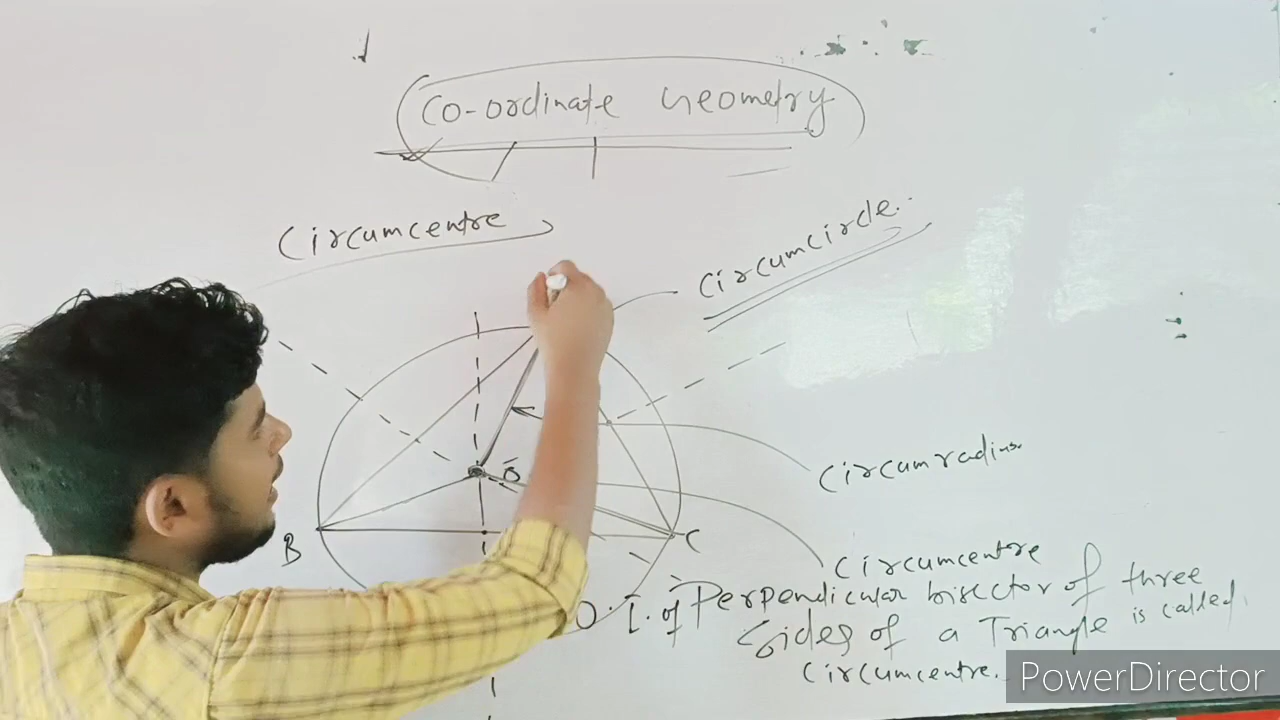 Co-ordinate Geometry
Circumcentre
Circumcircle.
Circumradius
O
B
C
Circumcentre
O. I. of Perpendicular bisector of three
Sides of a Triangle is called
Circumcentre.
PowerDirector